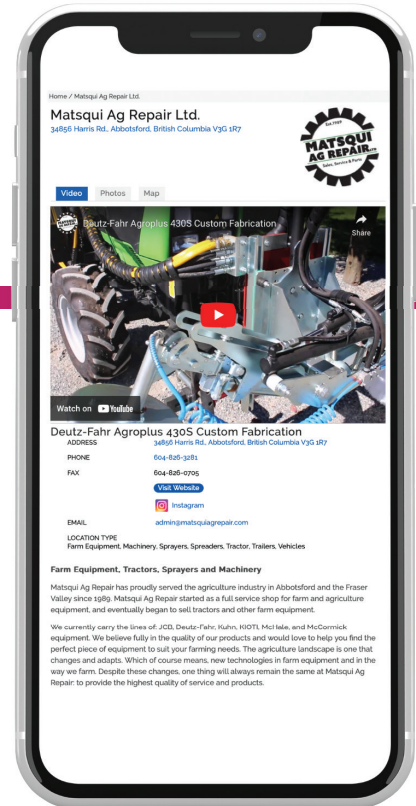 Home / Matsqui Ag Repair Ltd.
Matsqui Ag Repair Ltd.
34856 Harris Rd., Abbotsford, British Columbia V3G 1R7
MATSQUI
AG REPAIR
Sales, Service & Parts
Video Photos Map
Deutz-Fahr Agroplus 430S Custom Fabrication
Share
Watch on YouTube
Deutz-Fahr Agroplus 430S Custom Fabrication
ADDRESS 34856 Harris Rd., Abbotsford, British Columbia V3G 1R7
PHONE 604-826-3281
FAX 604-826-0705
Visit Website
Instagram
EMAIL admin@matsquiagrepair.com
LOCATION TYPE
Farm Equipment, Machinery, Sprayers, Spreaders, Tractor, Trailers, Vehicles
Farm Equipment, Tractors, Sprayers and Machinery
Matsqui Ag Repair has proudly served the agriculture industry in Abbotsford and the Fraser
Valley since 1989. Matsqui Ag Repair started as a full service shop for farm and agriculture
equipment, and eventually began to sell tractors and other farm equipment.
We currently carry the lines of: JCB, Deutz-Fahr, Kuhn, KIOTI, McHale, and McCormick
equipment. We believe fully in the quality of our products and would love to help you find the
perfect piece of equipment to suit your farming needs. The agriculture landscape is one that
changes and adapts. Which of course means, new technologies in farm equipment and in the
way we farm. Despite these changes, one thing will always remain the same at Matsqui Ag
Repair: to provide the highest quality of service and products.